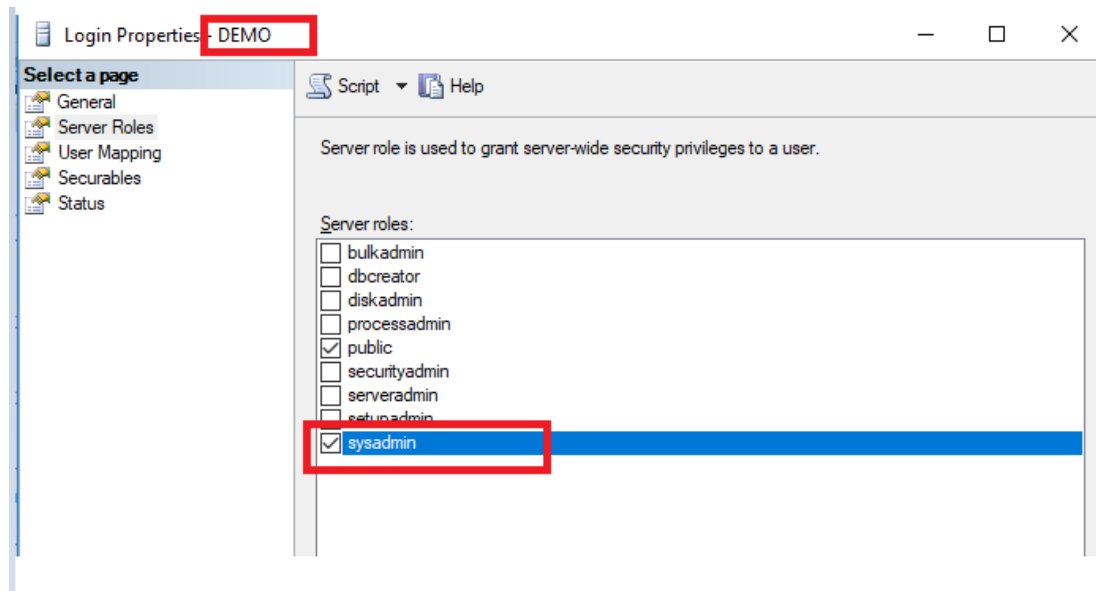 Login Properties - DEMO
Select a page
General
Server Roles
User Mapping
Securables
Status
Script Help
Server role is used to grant server-wide security privileges to a user.
Server roles:
bulkadmin
dbcreator
diskadmin
processadmin
public
securityadmin
serveradmin
setupadmin
sysadmin